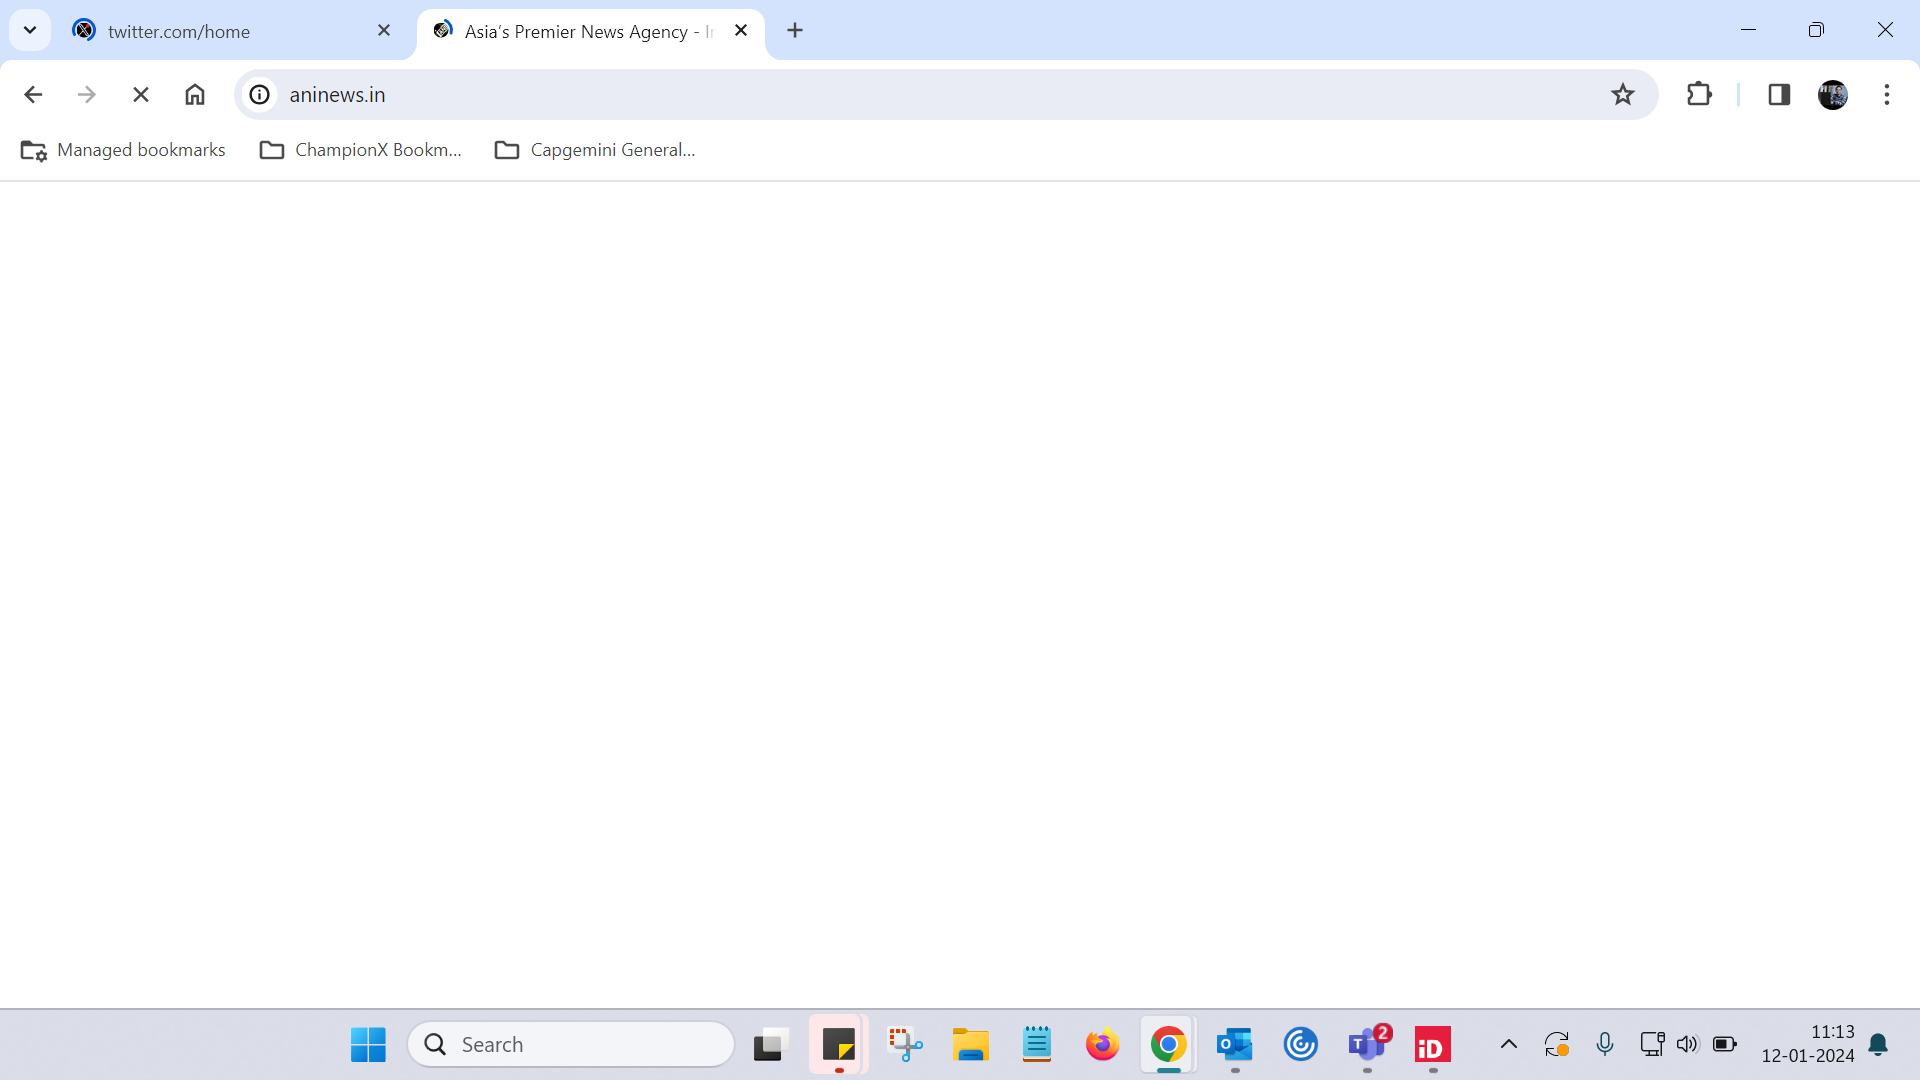 twitter.com/home
Asia's Premier News Agency - In
aninews.in
Managed bookmarks
ChampionX Bookm...
Capgemini General...
Search
2
iD
11:13
12-01-2024